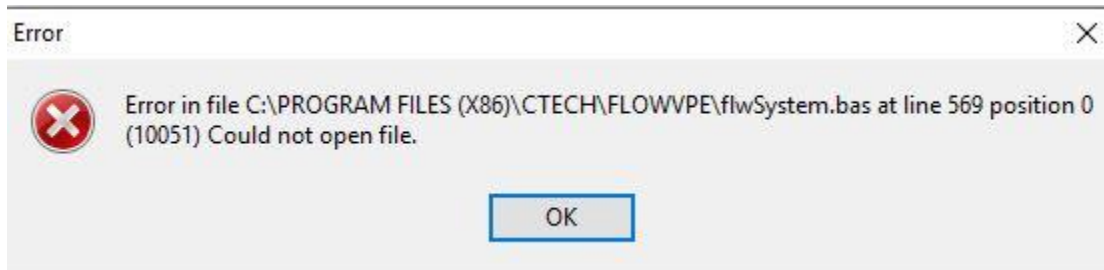 Error
Error in file C:\PROGRAM FILES (X86)\CTECH\FLOWVPE\flwSystem.bas at line 569 position 0
(10051) Could not open file.
OK